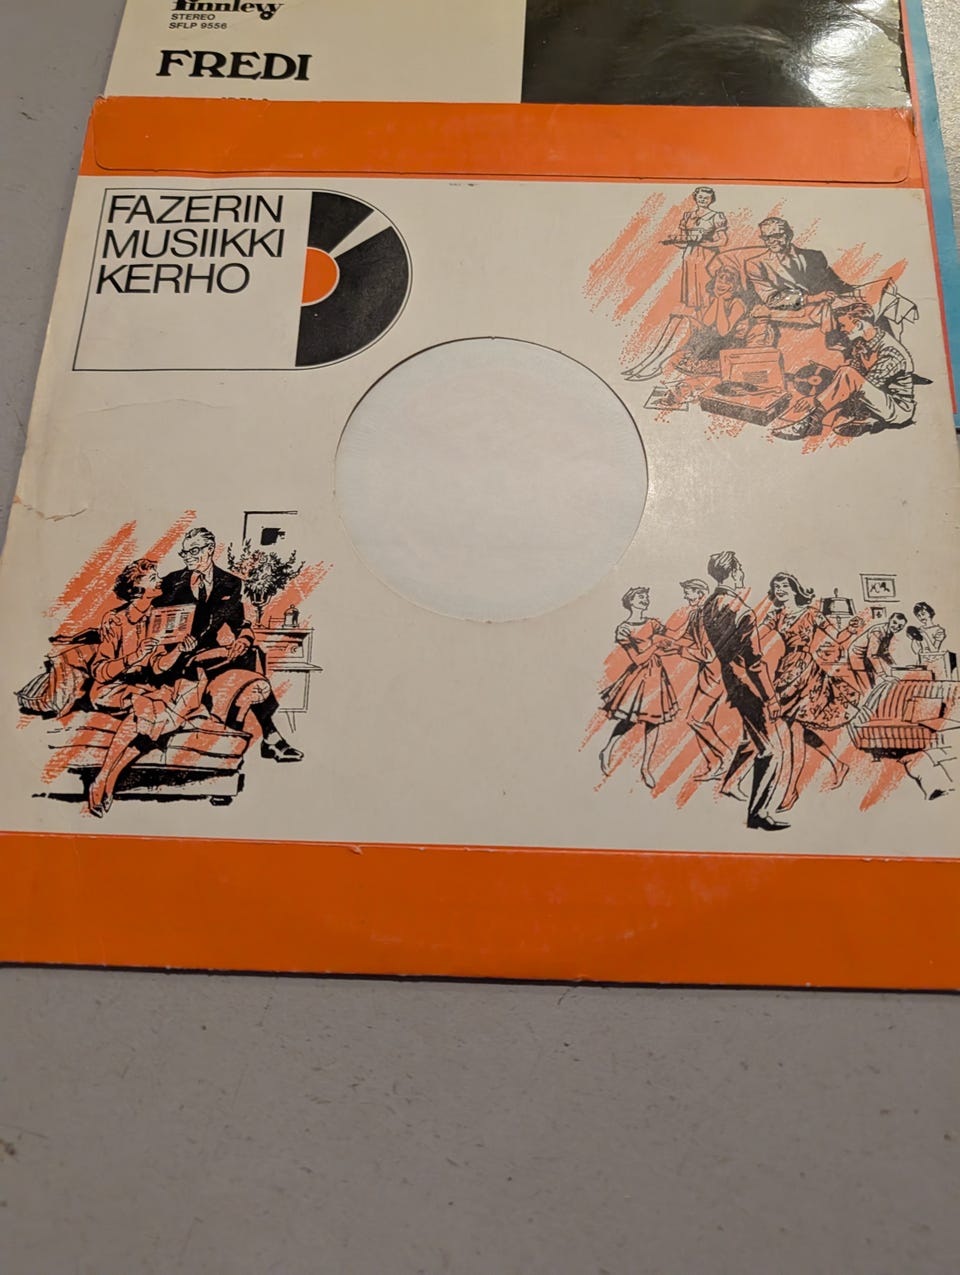 Finnlevy
STEREO
SFLP 9556
FREDI
FAZERIN
MUSIIKKI
KERHO